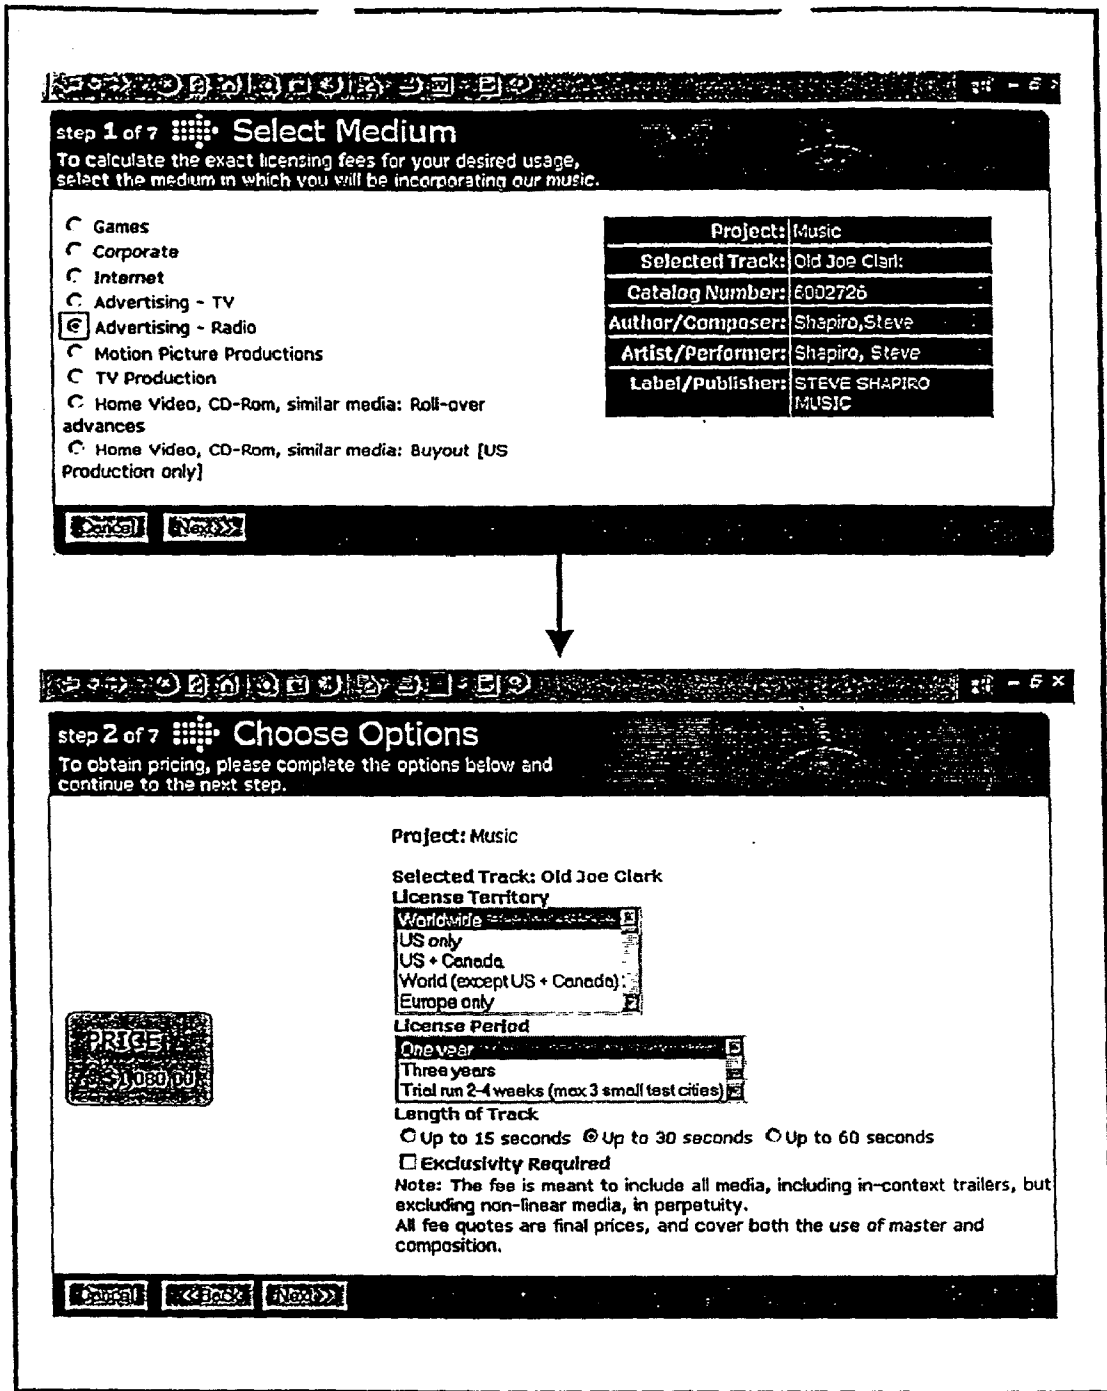 step 1 of 7 Select Medium
To calculate the exact licensing fees for your desired usage,
select the medium in which you will be incorporating our music.
Games
Corporate
Internet
Advertising - TV
Advertising - Radio
Motion Picture Productions
TV Production
Home Video, CD-Rom, similar media: Roll-over
advances
Home Video, CD-Rom, similar media: Buyout [US
Production only]
Project: Music
Selected Track: Old Joe Clark
Catalog Number: 6002726
Author/Composer: Shapiro,Steve
Artist/Performer: Shapiro, Steve
Label/Publisher: STEVE SHAPIRO
MUSIC
Cancel Next>>
step 2 of 7 Choose Options
To obtain pricing, please complete the options below and
continue to the next step.
Project: Music
Selected Track: Old Joe Clark
License Territory
Worldwide
US only
US + Canada
World (except US + Canada)
Europe only
PRICE
$1,080.00
License Period
One year
Three years
Trial run 2-4 weeks (max 3 small test cities)
Length of Track
Up to 15 seconds Up to 30 seconds Up to 60 seconds
Exclusivity Required
Note: The fee is meant to include all media, including in-context trailers, but
excluding non-linear media, in perpetuity.
All fee quotes are final prices, and cover both the use of master and
composition.
Cancel <<Back Next>>